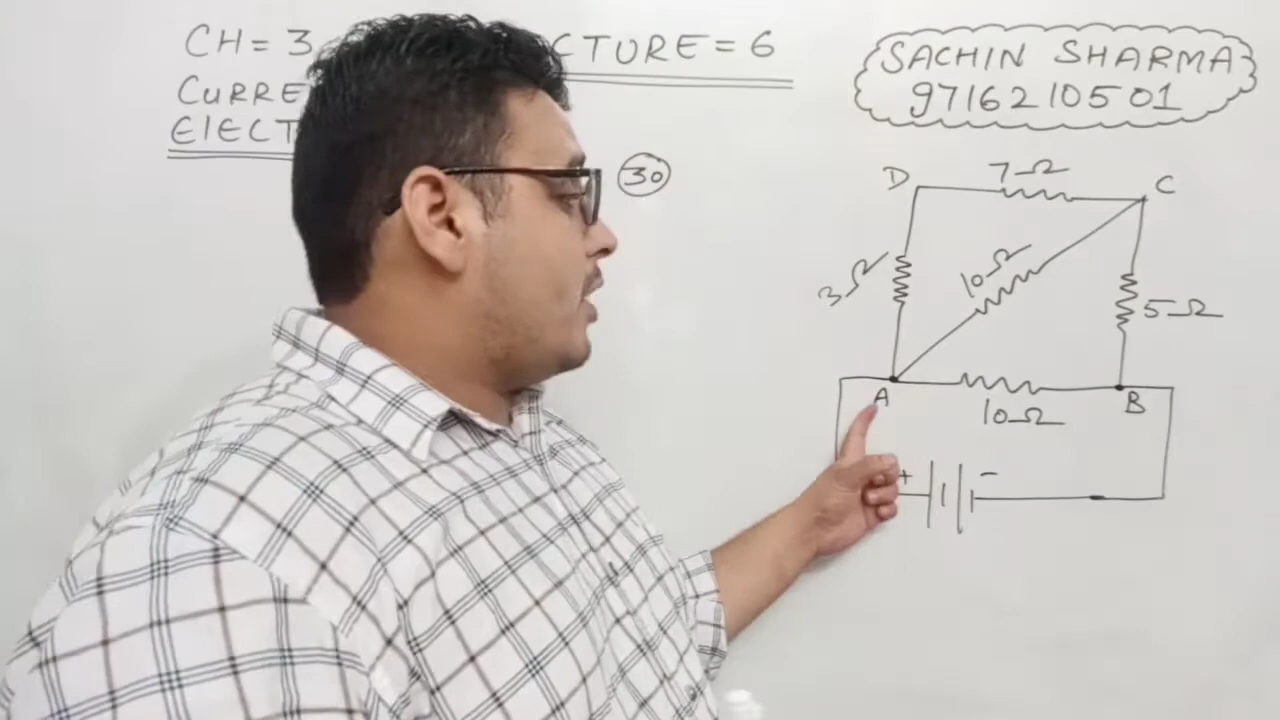 CH = 3
CTURE = 6
CURRE
ElECT
30
SACHIN SHARMA
9716210501
D
7Ω
C
3Ω
10Ω
5Ω
A
10Ω
B
+
-